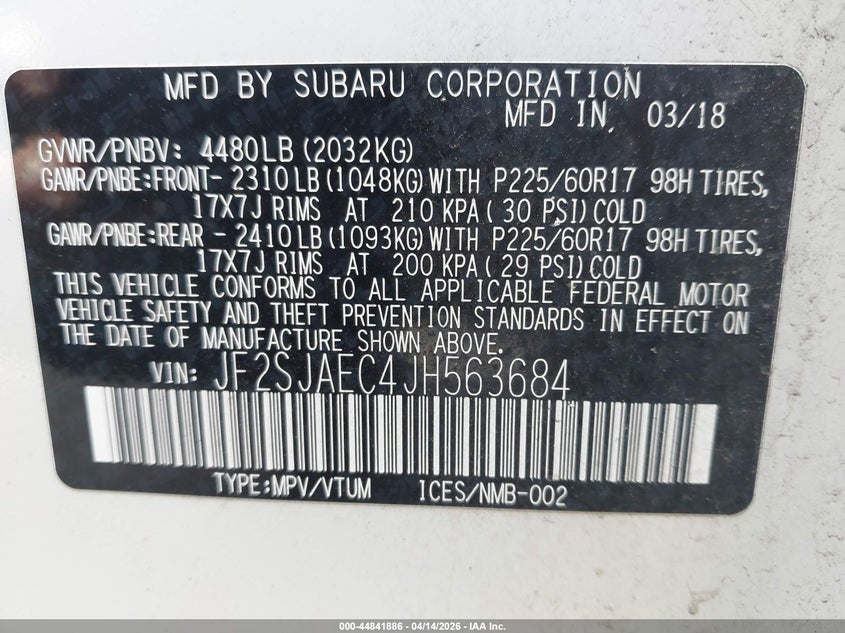 MFD BY SUBARU CORPORATION
MFD IN 03/18
GVWR/PNBV: 4480LB (2032KG)
GAWR/PNBE:FRONT- 2310LB (1048KG) WITH P225/60R17 98H TIRES,
17X7J RIMS AT 210 KPA ( 30 PSI) COLD
GAWR/PNBE:REAR - 2410LB (1093KG) WITH P225/60R17 98H TIRES,
17X7J RIMS AT 200 KPA ( 29 PSI) COLD
THIS VEHICLE CONFORMS TO ALL APPLICABLE FEDERAL MOTOR
VEHICLE SAFETY AND THEFT PREVENTION STANDARDS IN EFFECT ON
THE DATE OF MANUFACTURE SHOWN ABOVE.
VIN: JF2SJAEC4JH563684
TYPE:MPV/VTUM ICES/NMB-002
000-44841886 | 04/14/2026 | IAA Inc.